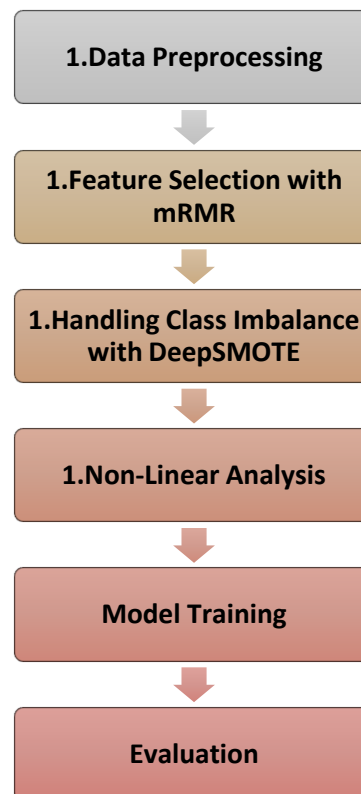 1.Data Preprocessing
1.Feature Selection with
mRMR
1.Handling Class Imbalance
with DeepSMOTE
1.Non-Linear Analysis
Model Training
Evaluation